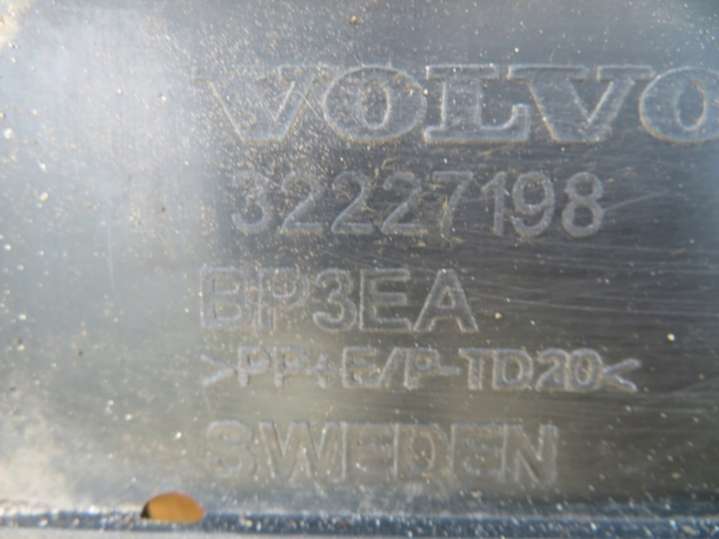 VOLVO
32227198
BP3EA
>PP+E/P-TD20<
SWEDEN